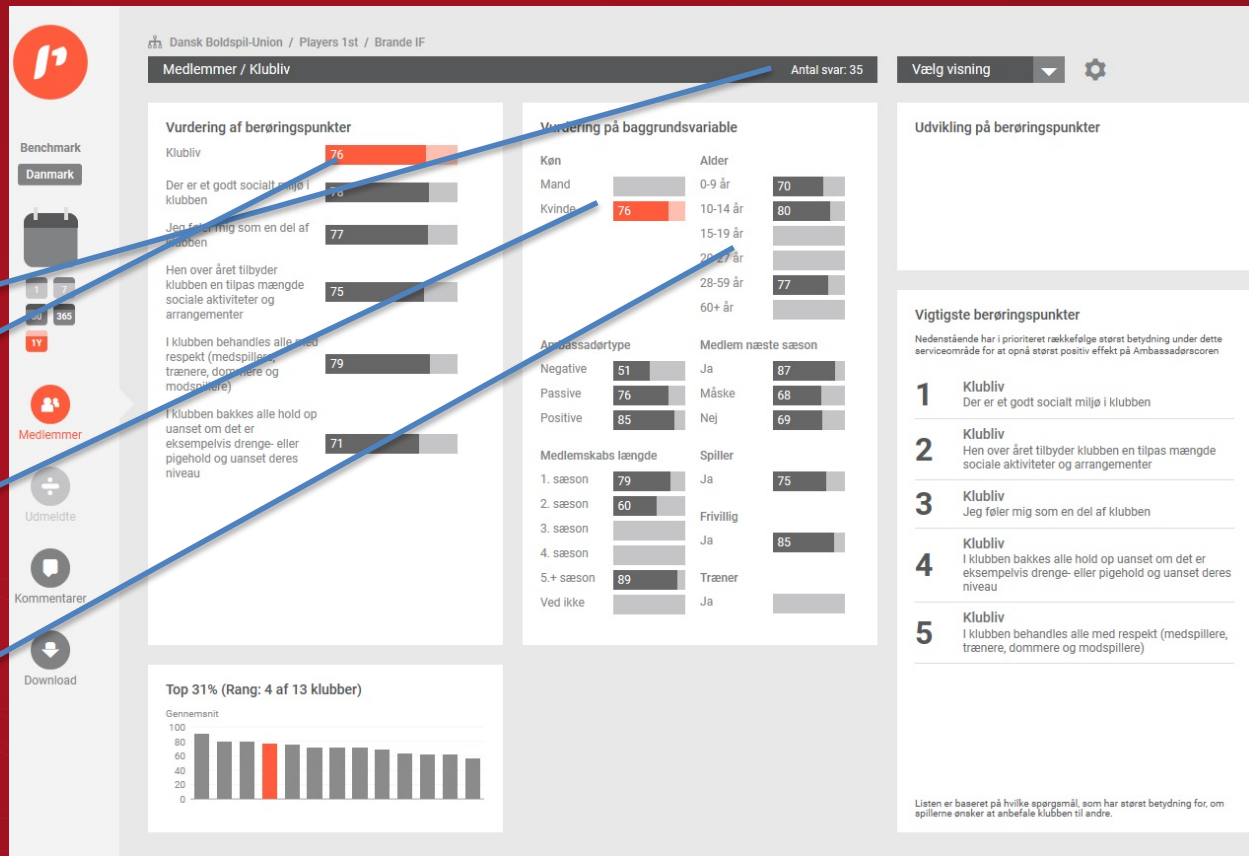 Dansk Boldspil-Union / Players 1st / Brande IF
Medlemmer / Klubliv
Antal svar: 35
Vælg visning
Benchmark
Danmark
1 7
30 365
1Y
Medlemmer
Udmeldte
Kommentarer
Download
Vurdering af berøringspunkter
Klubliv 76
Der er et godt socialt miljø i
klubben
78
Jeg føler mig som en del af
klubben
77
Hen over året tilbyder
klubben en tilpas mængde
sociale aktiviteter og
arrangementer
75
I klubben behandles alle med
respekt (medspillere,
trænere, dommere og
modspillere)
79
I klubben bakkes alle hold op
uanset om det er
eksempelvis drenge- eller
pigehold og uanset deres
niveau
71
Vurdering på baggrundsvariable
Køn
Mand
Kvinde 76
Alder
0-9 år 70
10-14 år 80
15-19 år
20-27 år
28-59 år 77
60+ år
Ambassadørtype
Negative 51
Passive 76
Positive 85
Medlem næste sæson
Ja 87
Måske 68
Nej 69
Medlemskabs længde
1. sæson 79
2. sæson 60
3. sæson
4. sæson
5.+ sæson 89
Ved ikke
Spiller
Ja 75
Frivillig
Ja 85
Træner
Ja
Udvikling på berøringspunkter
Vigtigste berøringspunkter
Nedenstående har i prioriteret rækkefølge størst betydning under dette
serviceområde for at opnå størst positiv effekt på Ambassadørscoren
1 Klubliv
Der er et godt socialt miljø i klubben
2 Klubliv
Hen over året tilbyder klubben en tilpas mængde
sociale aktiviteter og arrangementer
3 Klubliv
Jeg føler mig som en del af klubben
4 Klubliv
I klubben bakkes alle hold op uanset om det er
eksempelvis drenge- eller pigehold og uanset deres
niveau
5 Klubliv
I klubben behandles alle med respekt (medspillere,
trænere, dommere og modspillere)
Listen er baseret på hvilke spørgsmål, som har størst betydning for, om
spillerne ønsker at anbefale klubben til andre.
Top 31% (Rang: 4 af 13 klubber)
Gennemsnit
100
80
60
40
20
0